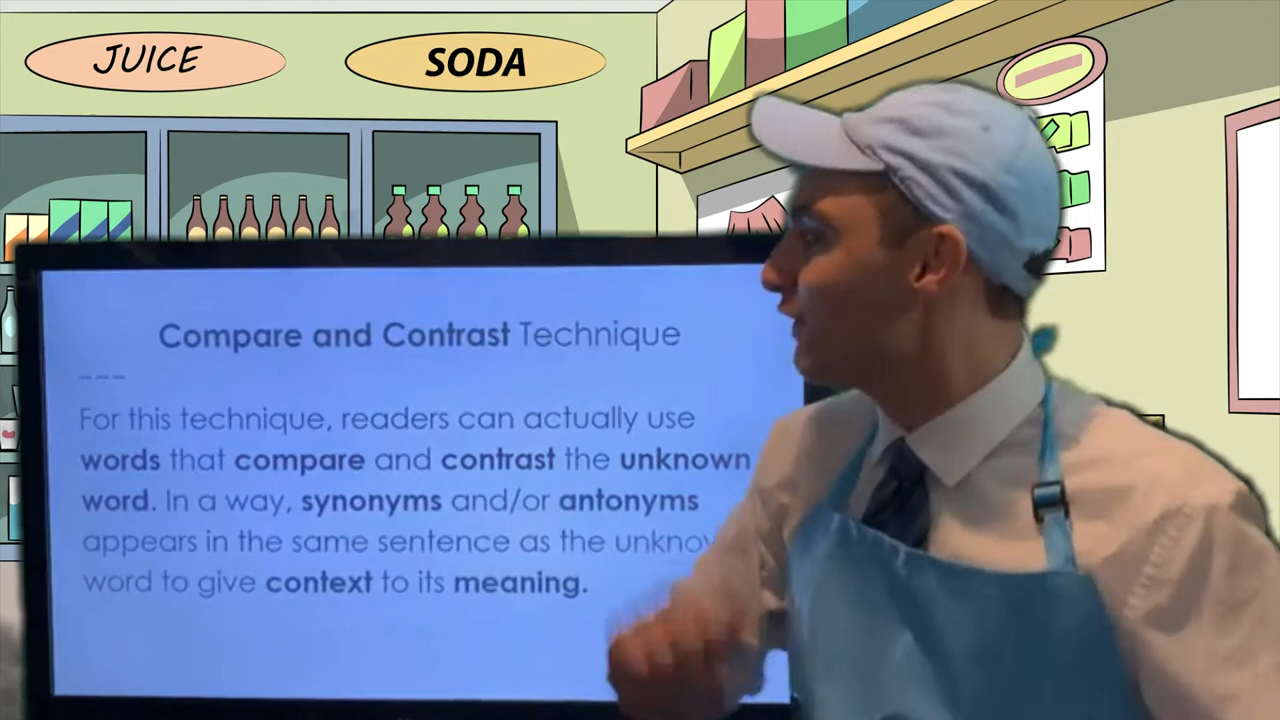 JUICE
SODA
Compare and Contrast Technique
---
For this technique, readers can actually use
words that compare and contrast the unknown
word. In a way, synonyms and/or antonyms
appears in the same sentence as the
word to give context to its meaning.